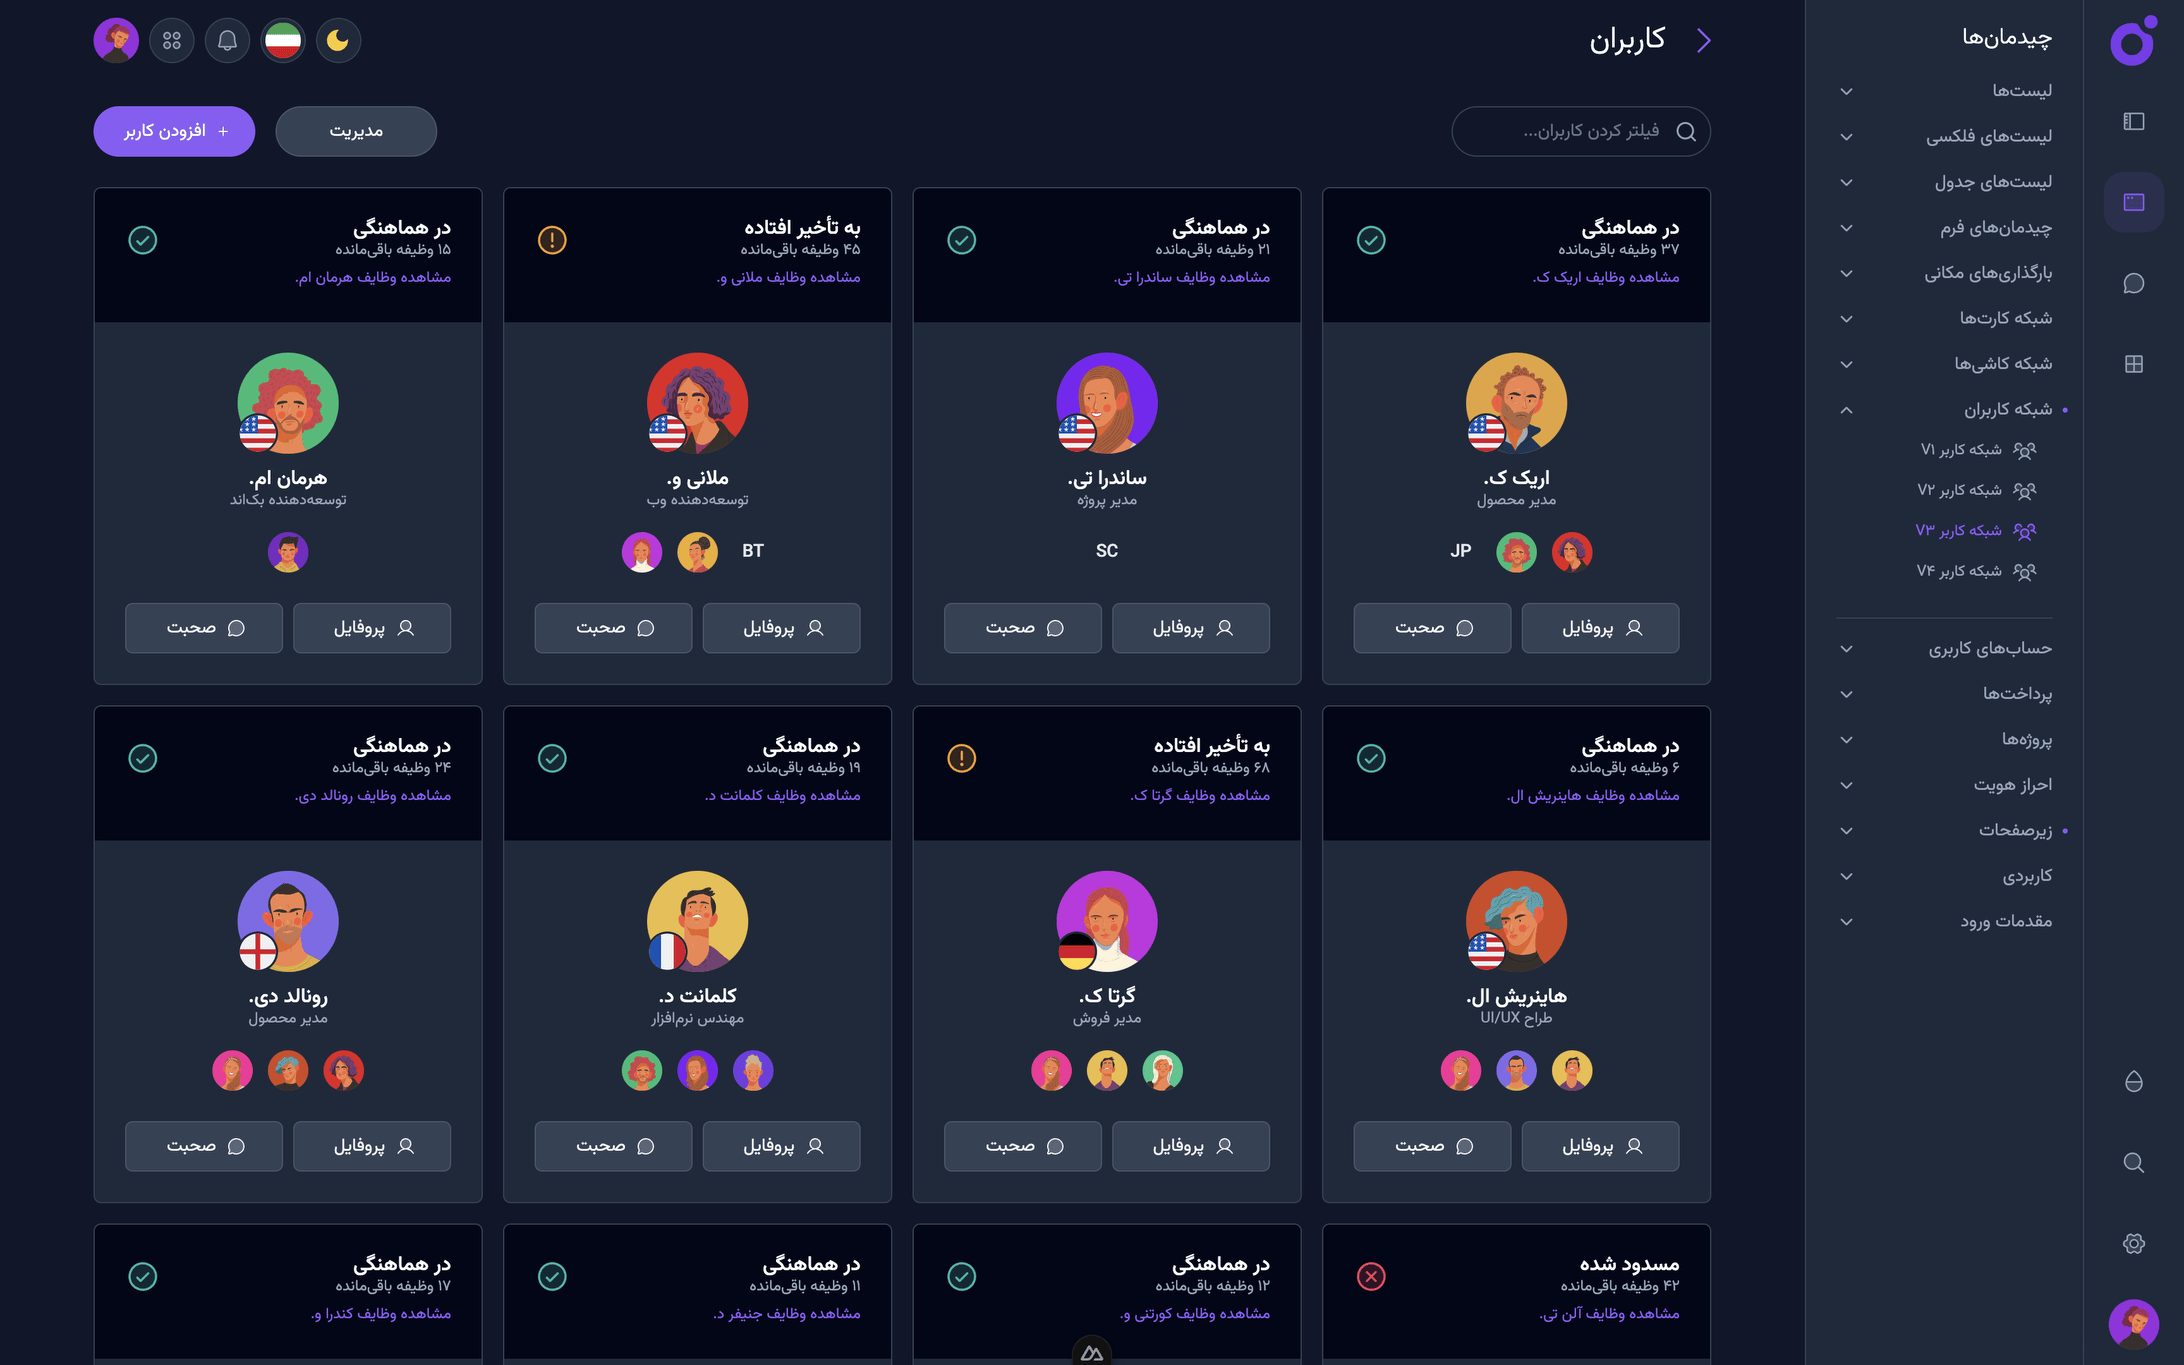 چیدمان‌ها
لیست‌ها
لیست‌های فلکسی
لیست‌های جدول
چیدمان‌های فرم
بارگذاری‌های مکانی
شبکه کارت‌ها
شبکه کاشی‌ها
شبکه کاربران
شبکه کاربر V۱
شبکه کاربر V۲
شبکه کاربر V۳
شبکه کاربر V۴
حساب‌های کاربری
پرداخت‌ها
پروژه‌ها
احراز هویت
زیرصفحات
کاربردی
مقدمات ورود
کاربران
فیلتر کردن کاربران...
مدیریت
+ افزودن کاربر
در هماهنگی
۳۷ وظیفه باقی‌مانده
مشاهده وظایف اریک ک.
اریک ک.
مدیر محصول
JP
پروفایل
صحبت
در هماهنگی
۲۱ وظیفه باقی‌مانده
مشاهده وظایف ساندرا تی.
ساندرا تی.
مدیر پروژه
SC
پروفایل
صحبت
به تأخیر افتاده
۴۵ وظیفه باقی‌مانده
مشاهده وظایف ملانی و.
ملانی و.
توسعه‌دهنده وب
BT
پروفایل
صحبت
در هماهنگی
۱۵ وظیفه باقی‌مانده
مشاهده وظایف هرمان ام.
هرمان ام.
توسعه‌دهنده بک‌اند
پروفایل
صحبت
در هماهنگی
۶ وظیفه باقی‌مانده
مشاهده وظایف هاینریش ال.
هاینریش ال.
طراح UI/UX
پروفایل
صحبت
به تأخیر افتاده
۶۸ وظیفه باقی‌مانده
مشاهده وظایف گرتا ک.
گرتا ک.
مدیر فروش
پروفایل
صحبت
در هماهنگی
۱۹ وظیفه باقی‌مانده
مشاهده وظایف کلمانت د.
کلمانت د.
مهندس نرم‌افزار
پروفایل
صحبت
در هماهنگی
۲۴ وظیفه باقی‌مانده
مشاهده وظایف رونالد دی.
رونالد دی.
مدیر محصول
پروفایل
صحبت
مسدود شده
۴۲ وظیفه باقی‌مانده
مشاهده وظایف آلن تی.
در هماهنگی
۱۲ وظیفه باقی‌مانده
مشاهده وظایف کورتنی و.
در هماهنگی
۱۱ وظیفه باقی‌مانده
مشاهده وظایف جنیفر د.
در هماهنگی
۱۷ وظیفه باقی‌مانده
مشاهده وظایف کندرا و.